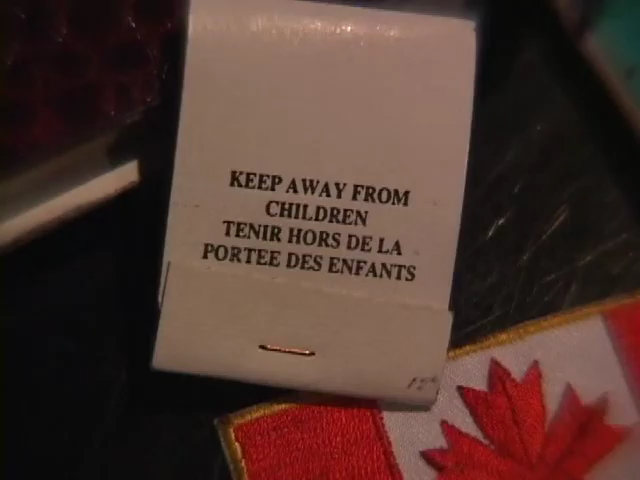 KEEP AWAY FROM
CHILDREN
TENIR HORS DE LA
PORTEE DES ENFANTS